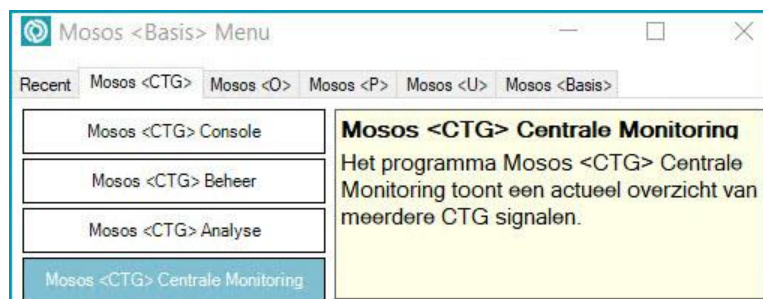 Mosos <Basis> Menu
Recent Mosos <CTG> Mosos <O> Mosos <P> Mosos <U> Mosos <Basis>
Mosos <CTG> Console
Mosos <CTG> Beheer
Mosos <CTG> Analyse
Mosos <CTG> Centrale Monitoring
Mosos <CTG> Centrale Monitoring
Het programma Mosos <CTG> Centrale
Monitoring toont een actueel overzicht van
meerdere CTG signalen.